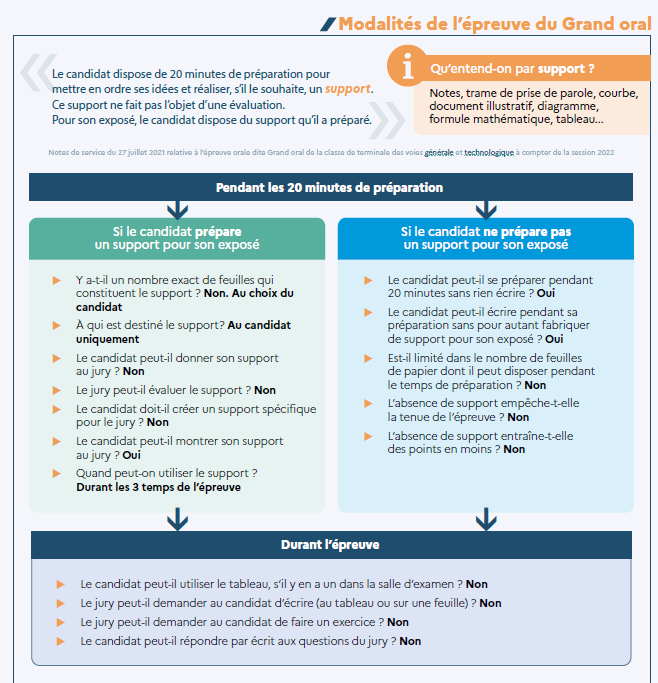 Modalités de l'épreuve du Grand oral
Le candidat dispose de 20 minutes de préparation pour
mettre en ordre ses idées et réaliser, s'il le souhaite, un support.
Ce support ne fait pas l'objet d'une évaluation.
Pour son exposé, le candidat dispose du support qu'il a préparé.
i
Qu'entend-on par support ?
Notes, trame de prise de parole, courbe,
document illustratif, diagramme,
formule mathématique, tableau...
Notes de service du 27 juillet 2021 relative à l'épreuve orale dite Grand oral de la classe de terminale des voies générale et technologique à compter de la session 2022
Pendant les 20 minutes de préparation
Si le candidat prépare
un support pour son exposé
Y a-t-il un nombre exact de feuilles qui
constituent le support ? Non. Au choix du
candidat
À qui est destiné le support? Au candidat
uniquement
Le candidat peut-il donner son support
au jury ? Non
Le jury peut-il évaluer le support ? Non
Le candidat doit-il créer un support spécifique
pour le jury ? Non
Le candidat peut-il montrer son support
au jury ? Oui
Quand peut-on utiliser le support ?
Durant les 3 temps de l'épreuve
Si le candidat ne prépare pas
un support pour son exposé
Le candidat peut-il se préparer pendant
20 minutes sans rien écrire ? Oui
Le candidat peut-il écrire pendant sa
préparation sans pour autant fabriquer
de support pour son exposé ? Oui
Est-il limité dans le nombre de feuilles
de papier dont il peut disposer pendant
le temps de préparation ? Non
L'absence de support empêche-t-elle
la tenue de l'épreuve ? Non
L'absence de support entraîne-t-elle
des points en moins ? Non
Durant l'épreuve
Le candidat peut-il utiliser le tableau, s'il y en a un dans la salle d'examen ? Non
Le jury peut-il demander au candidat d'écrire (au tableau ou sur une feuille) ? Non
Le jury peut-il demander au candidat de faire un exercice ? Non
Le candidat peut-il répondre par écrit aux questions du jury ? Non